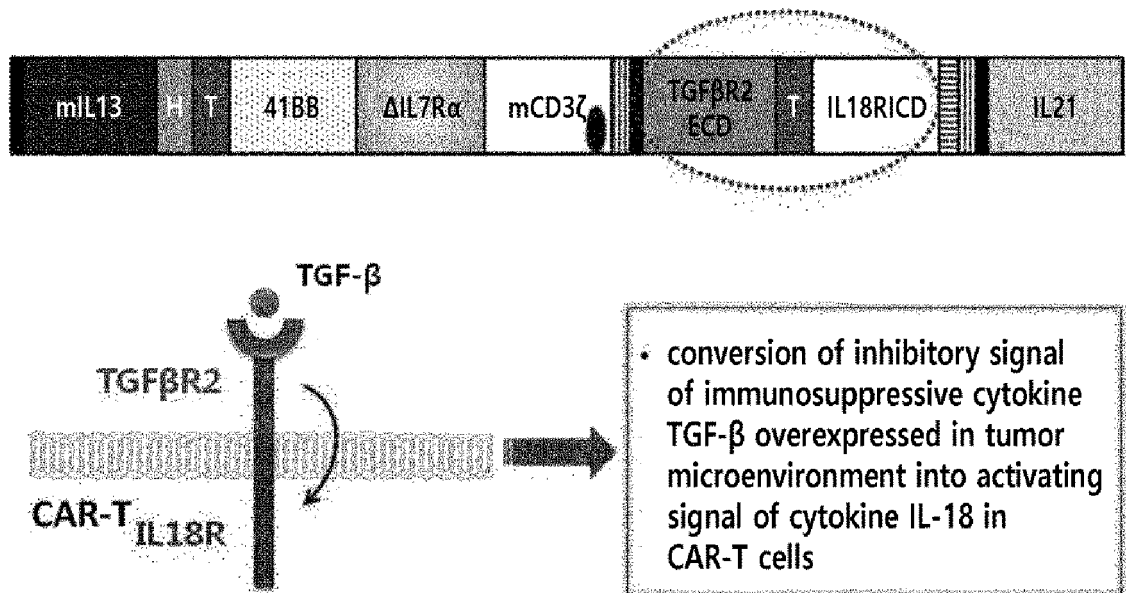 mIL13 H T 41BB ΔIL7Rα mCD3ζ TGFβR2 T IL18RICD IL21
ECD
TGF-β
TGFβR2
CAR-T
IL18R
• conversion of inhibitory signal
of immunosuppressive cytokine
TGF-β overexpressed in tumor
microenvironment into activating
signal of cytokine IL-18 in
CAR-T cells